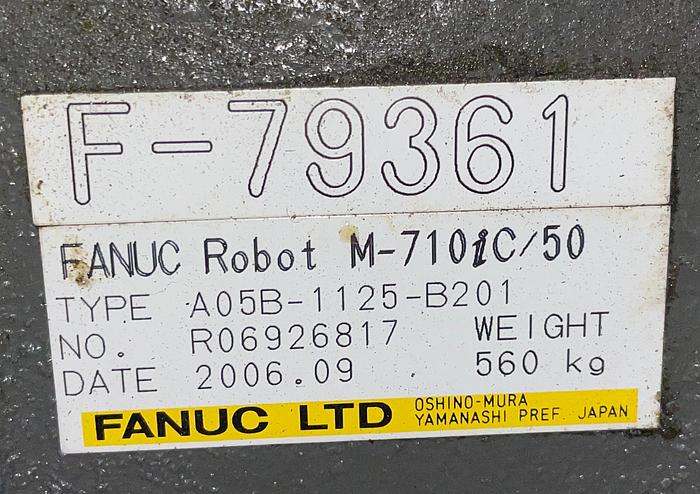 F-79361
FANUC Robot M-710iC/50
TYPE A05B-1125-B201
NO. R06926817 WEIGHT
DATE 2006.09 560 kg
FANUC LTD OSHINO-MURA
YAMANASHI PREF. JAPAN